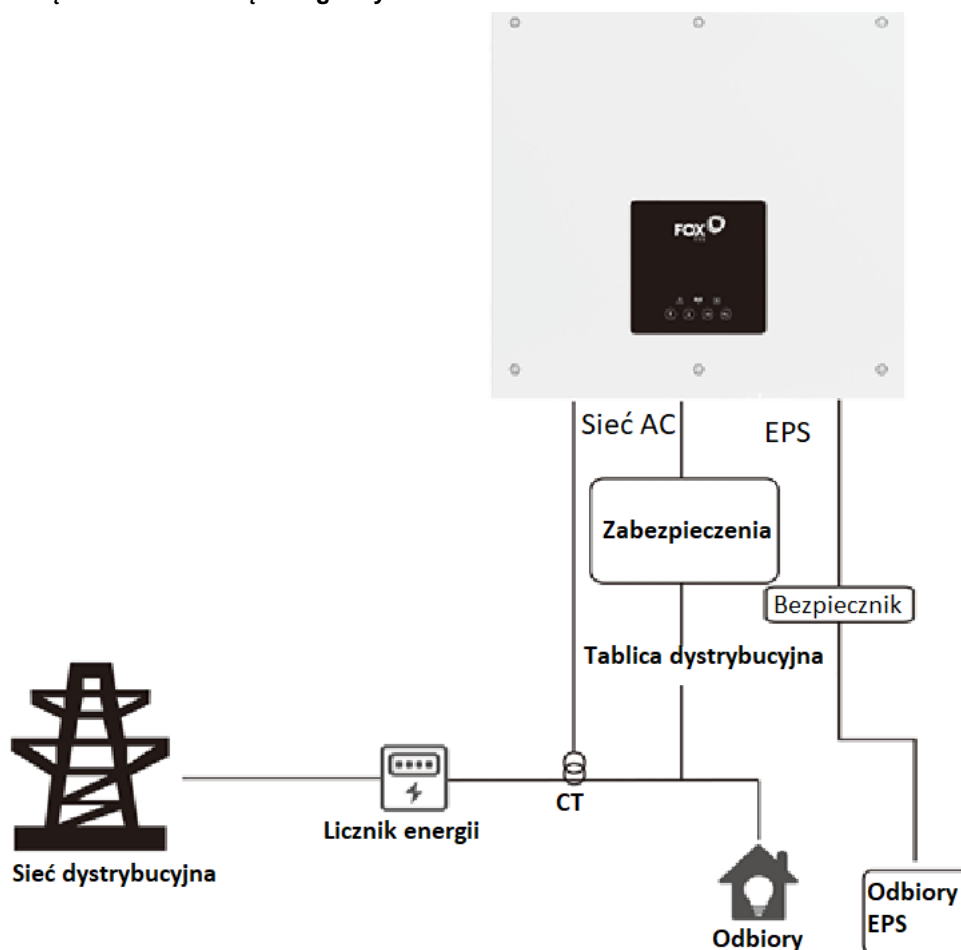 FOX
Sieć AC
EPS
Zabezpieczenia
Bezpiecznik
Tablica dystrybucyjna
CT
Licznik energii
Sieć dystrybucyjna
Odbiory
Odbiory
EPS